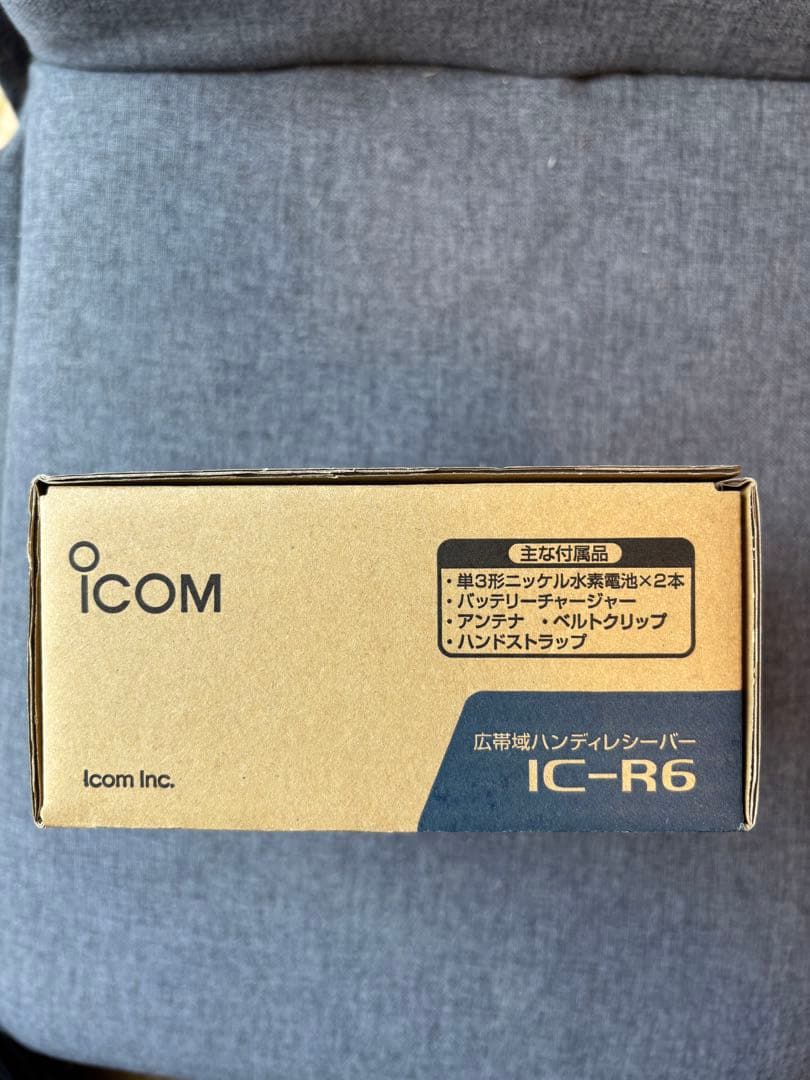 ICOM
主な付属品
・単3形ニッケル水素電池×2本
・バッテリーチャージャー
・アンテナ ・ベルトクリップ
・ハンドストラップ
広帯域ハンディレシーバー
IC-R6
Icom Inc.